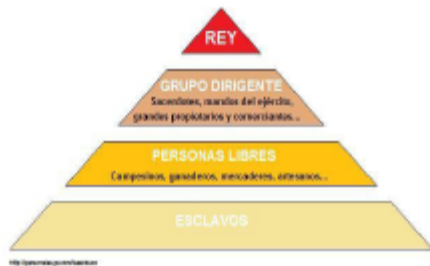 REY
GRUPO DIRIGENTE
Sacerdotes, mandos del ejército,
grandes propietarios y comerciantes...
PERSONAS LIBRES
Campesinos, ganaderos, mercaderes, artesanos...
ESCLAVOS